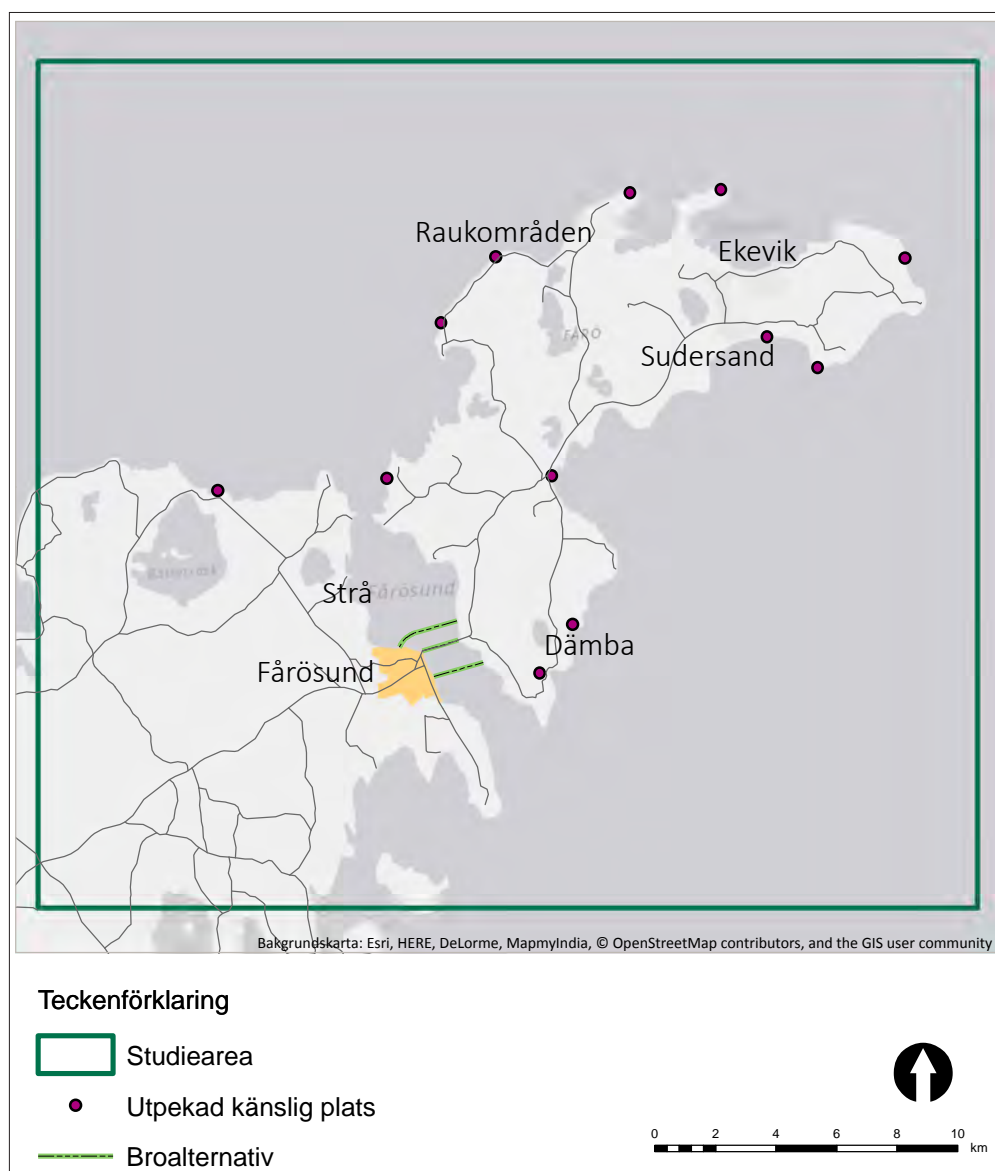 Raukområden
Ekevik
FÅRÖ
Sudersand
Strå
Fårösund
Dämba
Fårösund
Bakgrundskarta: Esri, HERE, DeLorme, MapmyIndia, © OpenStreetMap contributors, and the GIS user community
Teckenförklaring
Studiearea
Utpekad känslig plats
Broalternativ
0 2 4 6 8 10
km